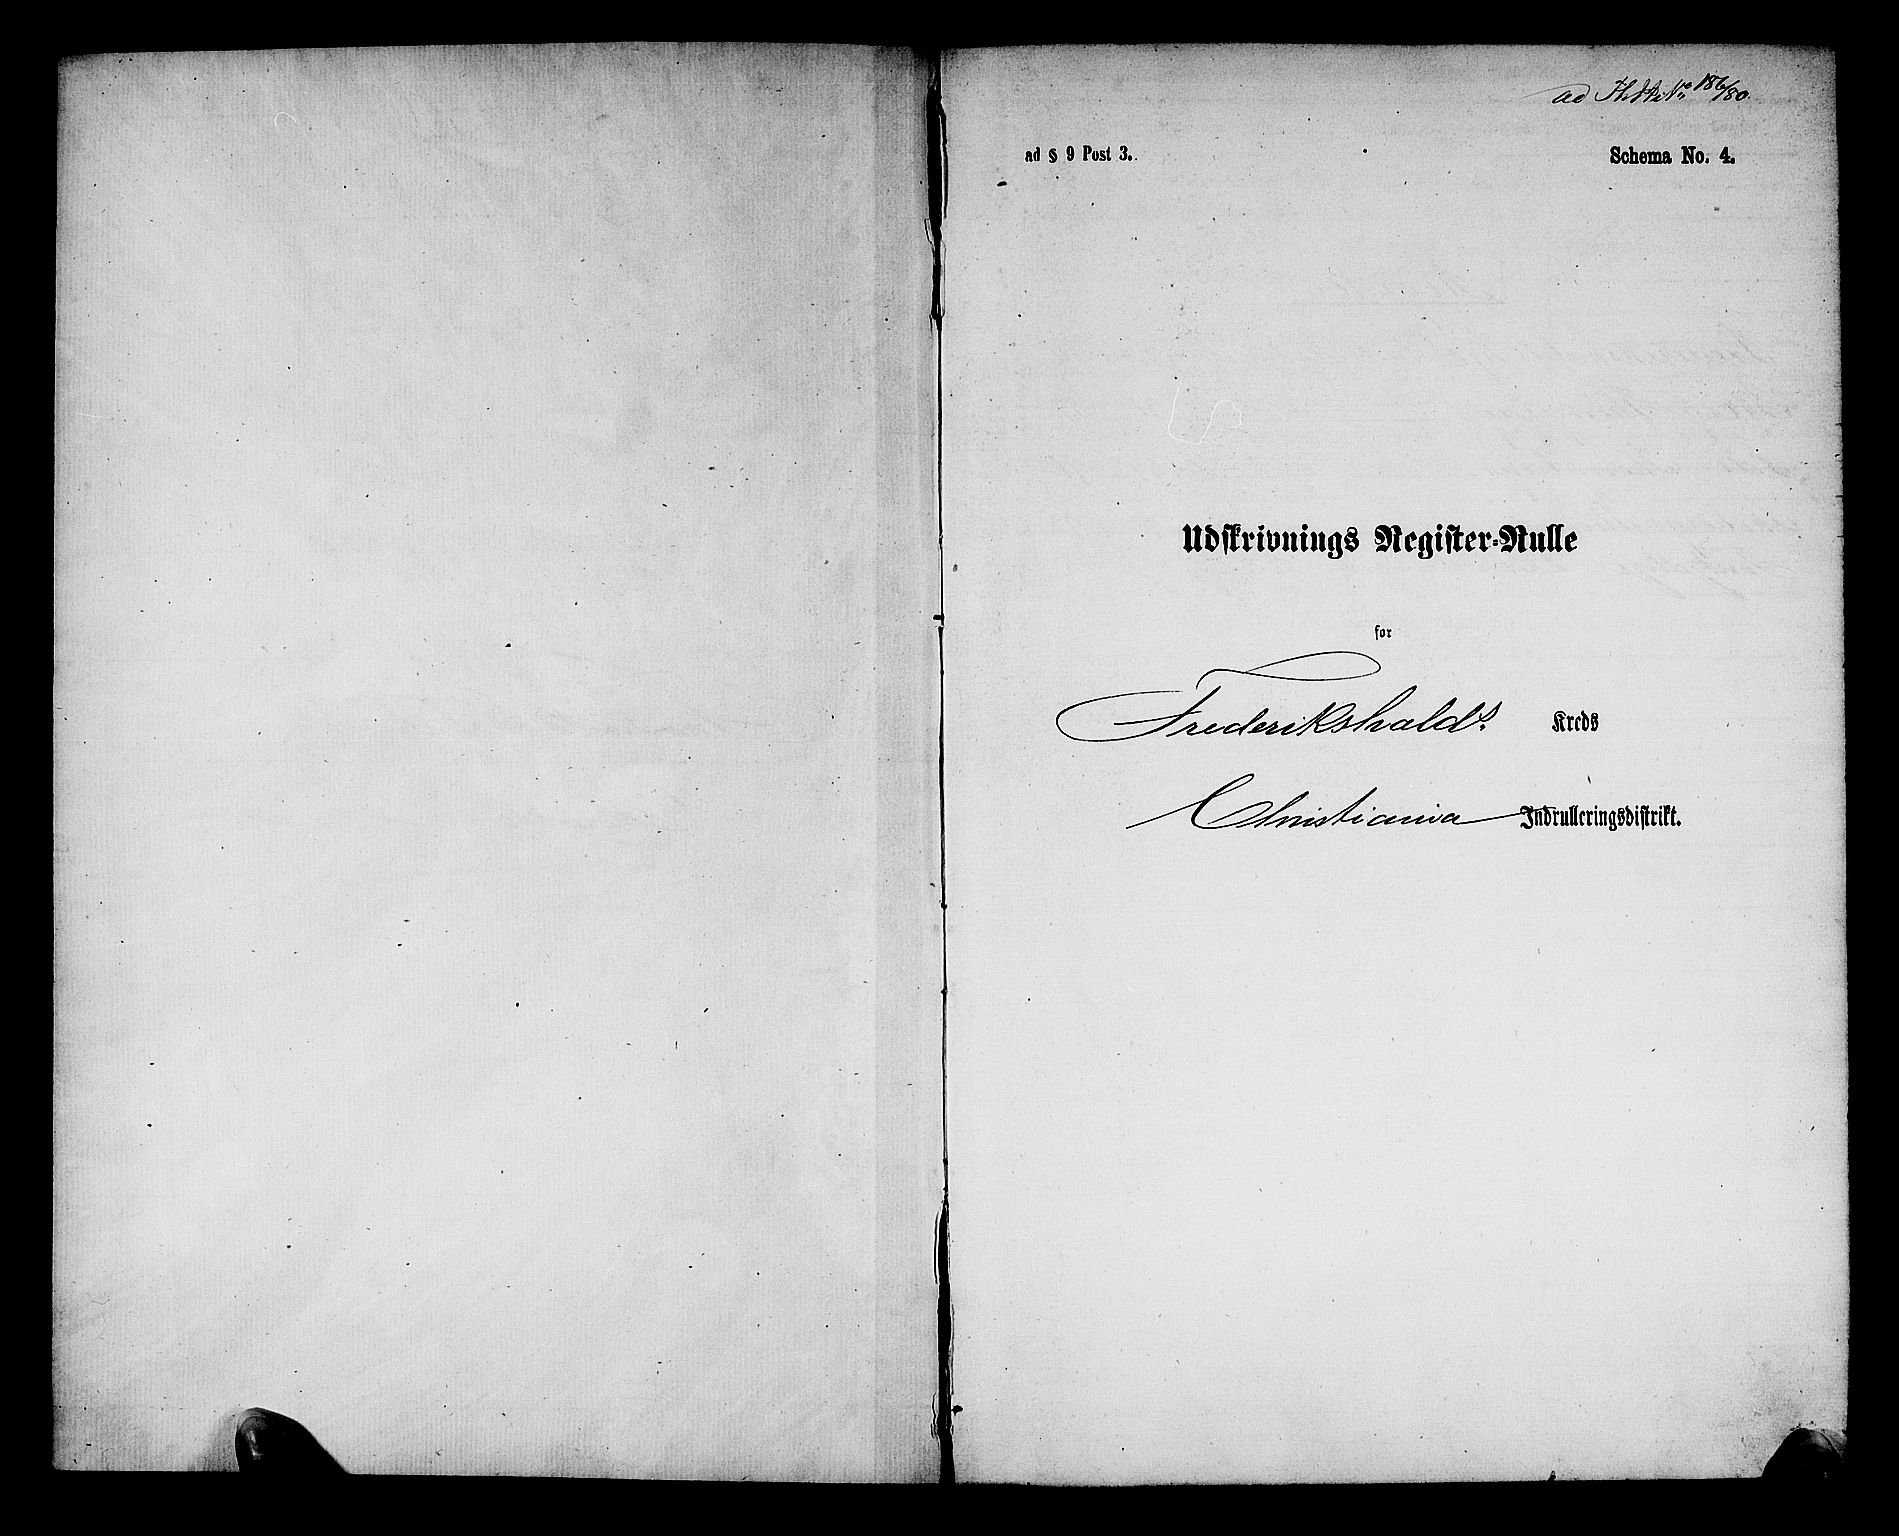 ad № 186/80
ad § 9 Post 3.
Schema No. 4.
Udskrivnings Register-Rulle
for
Frederikshalds Kreds
Christiania Indrulleringsdistrikt.